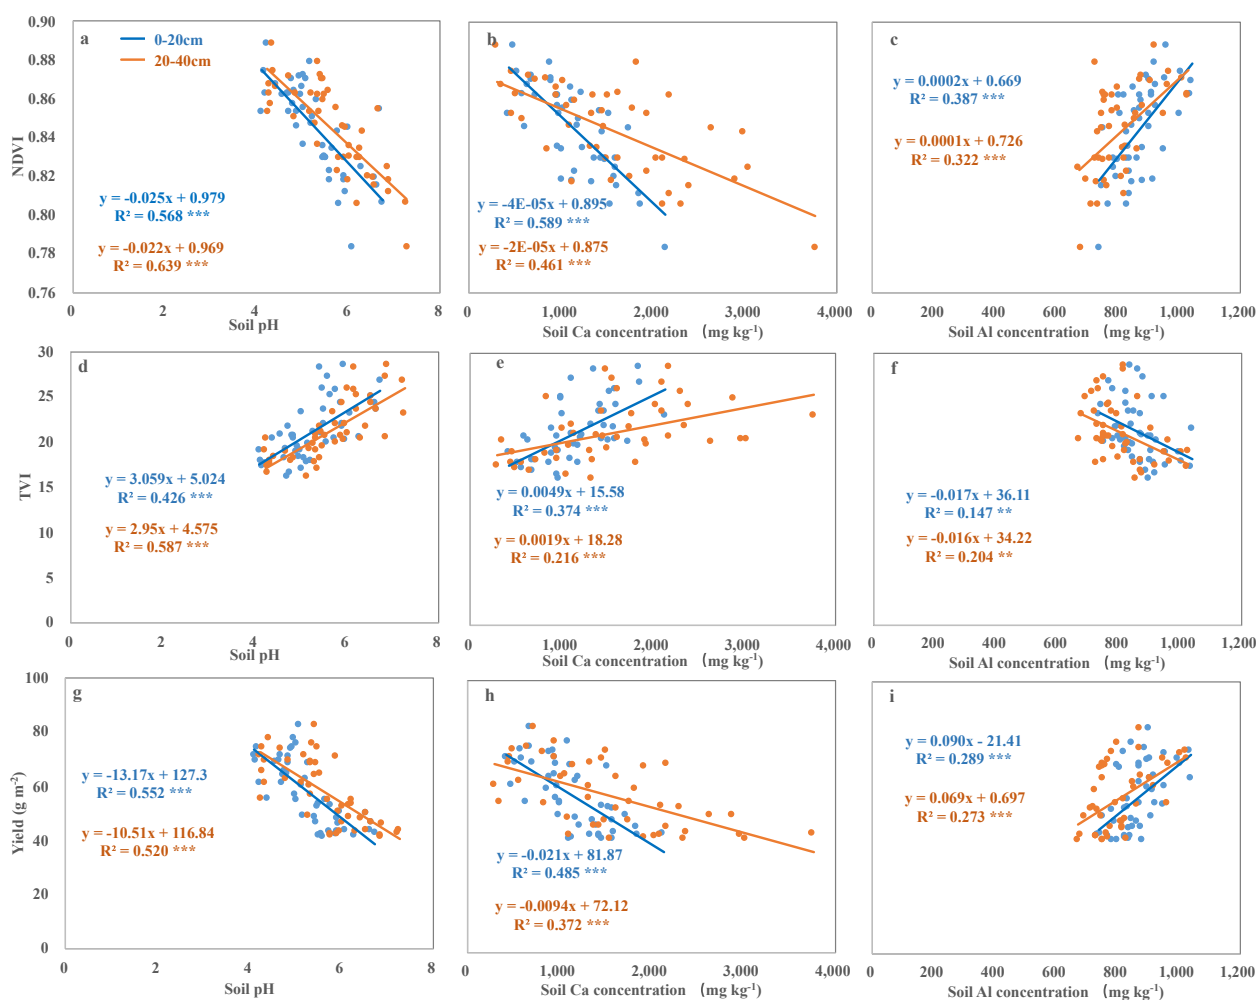 0.90
0.88
0.86
0.84
0.82
0.80
0.78
0.76
NDVI
a
0-20cm
20-40cm
y = -0.025x + 0.979
R² = 0.568 ***
y = -0.022x + 0.969
R² = 0.639 ***
0 2 4 6 8
Soil pH
b
y = -4E-05x + 0.895
R² = 0.589 ***
y = -2E-05x + 0.875
R² = 0.461 ***
0 1,000 2,000 3,000 4,000
Soil Ca concentration （mg kg⁻¹)
c
y = 0.0002x + 0.669
R² = 0.387 ***
y = 0.0001x + 0.726
R² = 0.322 ***
0 200 400 600 800 1,000 1,200
Soil Al concentration （mg kg⁻¹)
30
25
20
15
10
5
0
TVI
d
y = 3.059x + 5.024
R² = 0.426 ***
y = 2.95x + 4.575
R² = 0.587 ***
0 2 4 6 8
Soil pH
e
y = 0.0049x + 15.58
R² = 0.374 ***
y = 0.0019x + 18.28
R² = 0.216 ***
0 1,000 2,000 3,000 4,000
Soil Ca concentration （mg kg⁻¹)
f
y = -0.017x + 36.11
R² = 0.147 **
y = -0.016x + 34.22
R² = 0.204 **
0 200 400 600 800 1,000 1,200
Soil Al concentration （mg kg⁻¹)
100
80
60
40
20
0
Yield (g m⁻²)
g
y = -13.17x + 127.3
R² = 0.552 ***
y = -10.51x + 116.84
R² = 0.520 ***
0 2 4 6 8
Soil pH
h
y = -0.021x + 81.87
R² = 0.485 ***
y = -0.0094x + 72.12
R² = 0.372 ***
0 1,000 2,000 3,000 4,000
Soil Ca concentration （mg kg⁻¹)
i
y = 0.090x - 21.41
R² = 0.289 ***
y = 0.069x + 0.697
R² = 0.273 ***
0 200 400 600 800 1,000 1,200
Soil Al concentration （mg kg⁻¹)